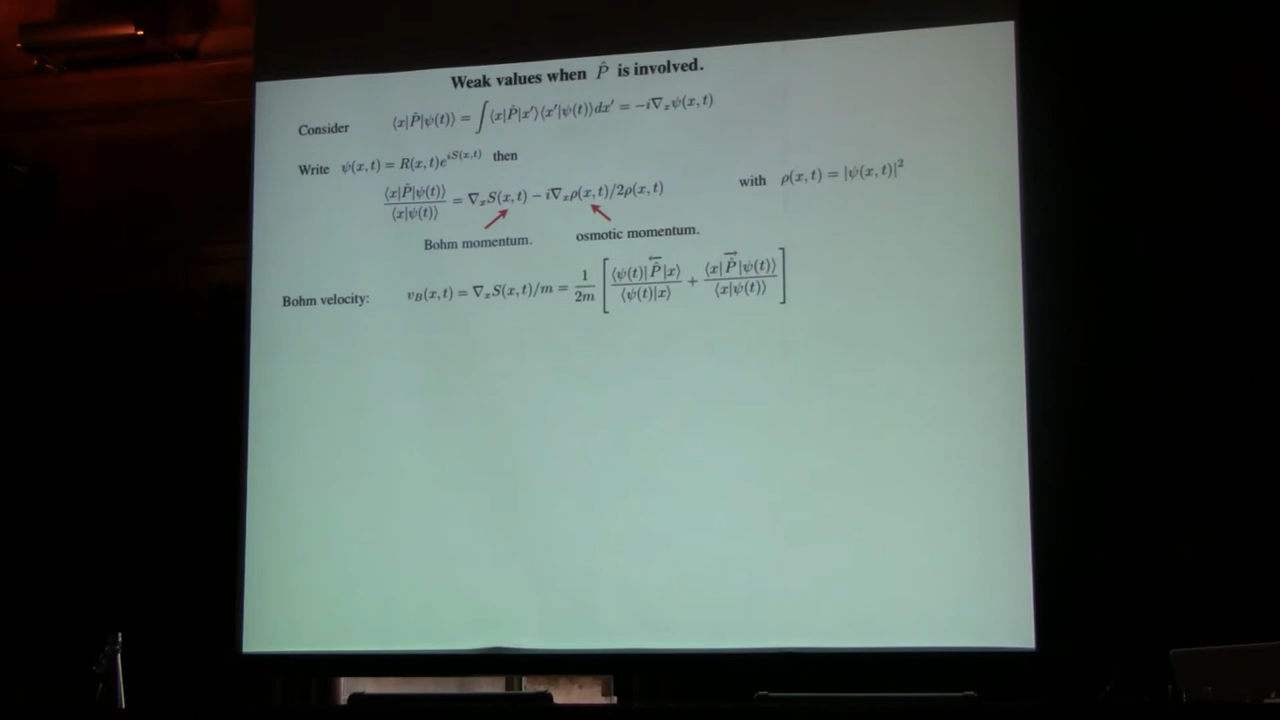 Weak values when P̂ is involved.
Consider ⟨x|P̂|ψ(t)⟩ = ∫⟨x|P̂|x′⟩⟨x′|ψ(t)⟩dx′ = −i∇ₓψ(x,t)
Write ψ(x,t) = R(x,t)e^{iS(x,t)} then
⟨x|P̂|ψ(t)⟩/⟨x|ψ(t)⟩ = ∇ₓS(x,t) − i∇ₓρ(x,t)/2ρ(x,t) with ρ(x,t) = |ψ(x,t)|²
Bohm momentum. osmotic momentum.
Bohm velocity: v_B(x,t) = ∇ₓS(x,t)/m = 1/2m [⟨ψ(t)|←P̂|x⟩/⟨ψ(t)|x⟩ + ⟨x|→P̂|ψ(t)⟩/⟨x|ψ(t)⟩]